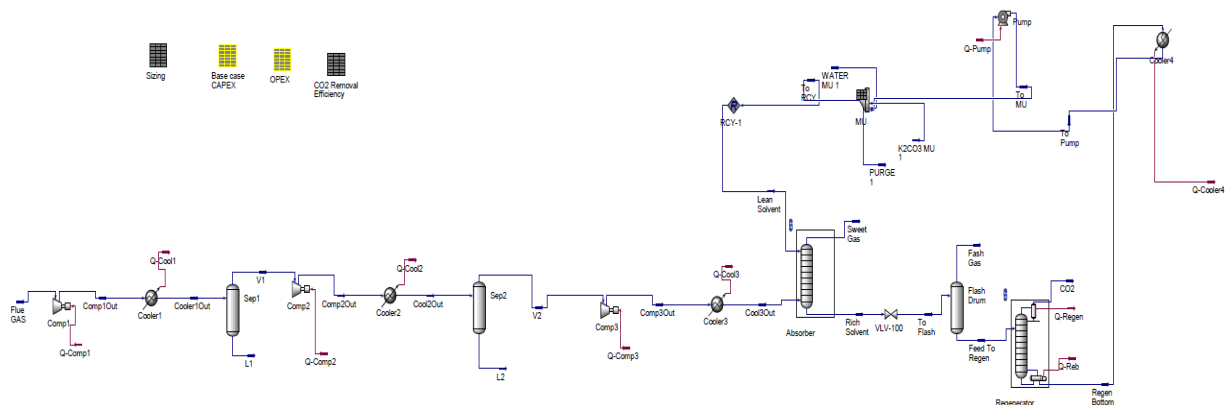 Sizing
Base case
CAPEX
OPEX
CO2 Removal
Efficiency
Pump
Q-Pump
Cooler4
WATER
MU 1
To
RCY
RCY-1
MU
To
MU
K2CO3 MU
1
To
Pump
PURGE
1
Q-Cooler4
Lean
Solvent
Sweet
Gas
Q-Cool1
Q-Cool2
Q-Cool3
Flue
GAS
Comp1
Comp1Out
Cooler1
Cooler1Out
Sep1
V1
Comp2
Comp2Out
Cooler2
Cool2Out
Sep2
V2
Comp3
Comp3Out
Cooler3
Cool3Out
Absorber
Rich
Solvent
VLV-100
To
Flash
Fash
Gas
Flash
Drum
CO2
Q-Regen
Feed To
Regen
Q-Reb
Regenerator
Regen
Bottom
Q-Comp1
L1
Q-Comp2
L2
Q-Comp3